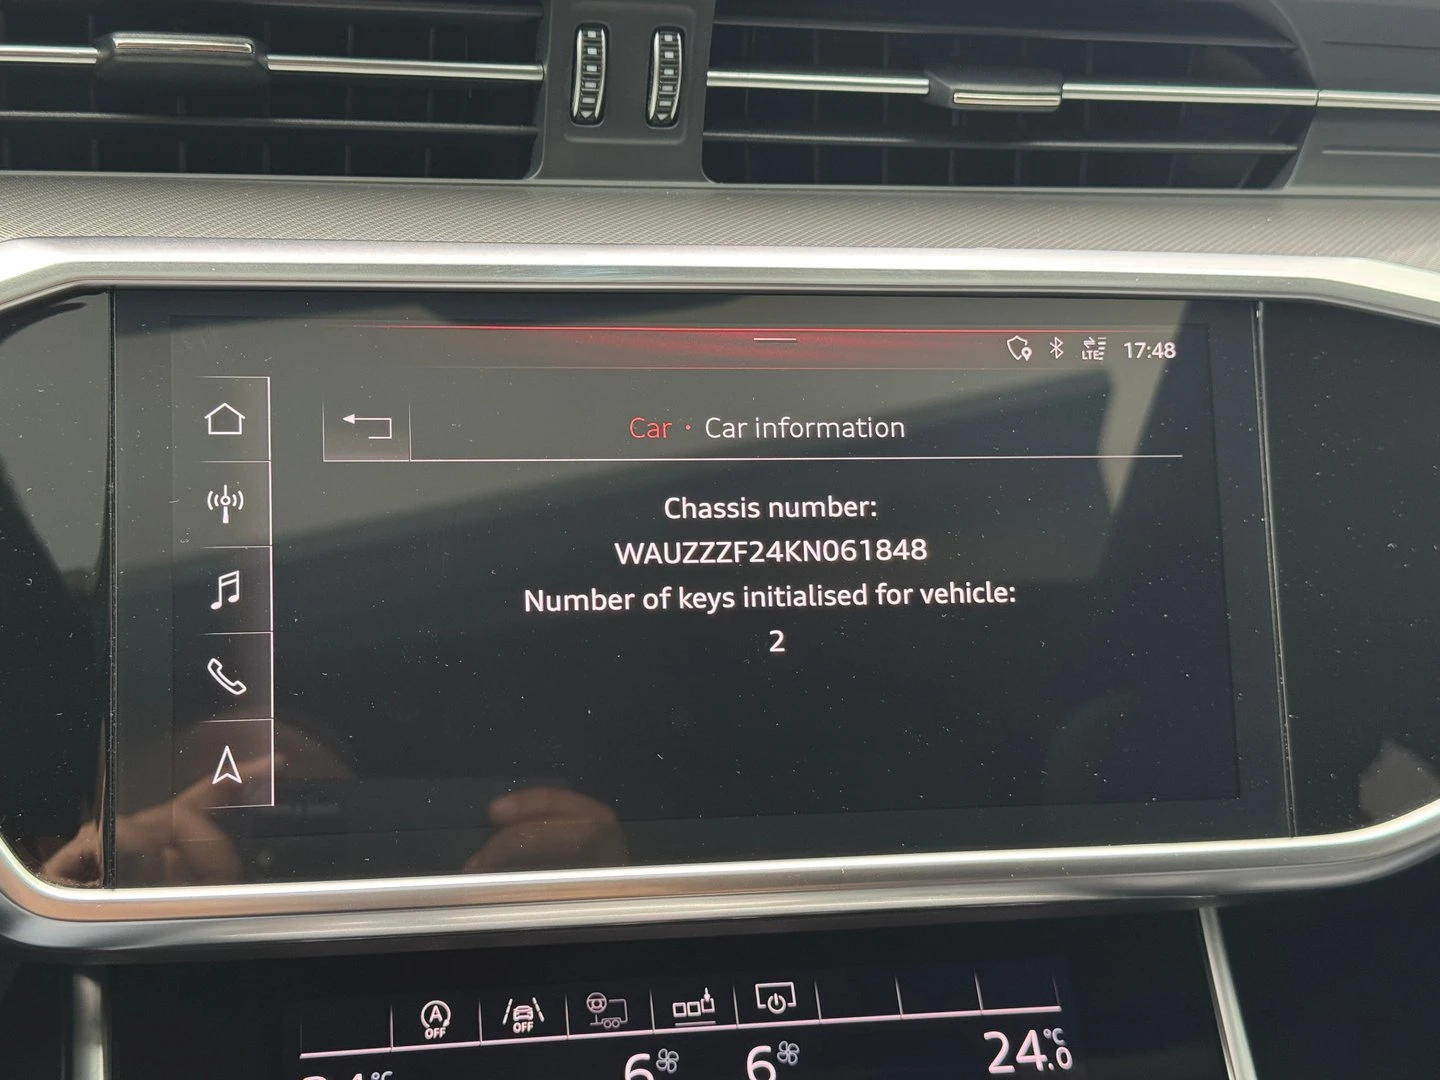 LTE 17:48
Car • Car information
Chassis number:
WAUZZZF24KN061848
Number of keys initialised for vehicle:
2
A OFF
OFF
6 6 24.0 °C
°C